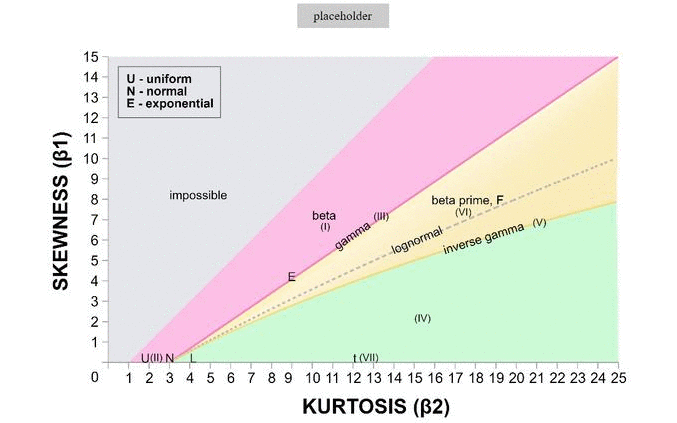 placeholder
SKEWNESS (β1)
15
14
13
12
11
10
9
8
7
6
5
4
3
2
1
U - uniform
N - normal
E - exponential
impossible
beta
(I)
gamma (III)
beta prime, F
(VI)
lognormal
inverse gamma (V)
E
(IV)
U(II) N L t (VII)
0 1 2 3 4 5 6 7 8 9 10 11 12 13 14 15 16 17 18 19 20 21 22 23 24 25
KURTOSIS (β2)